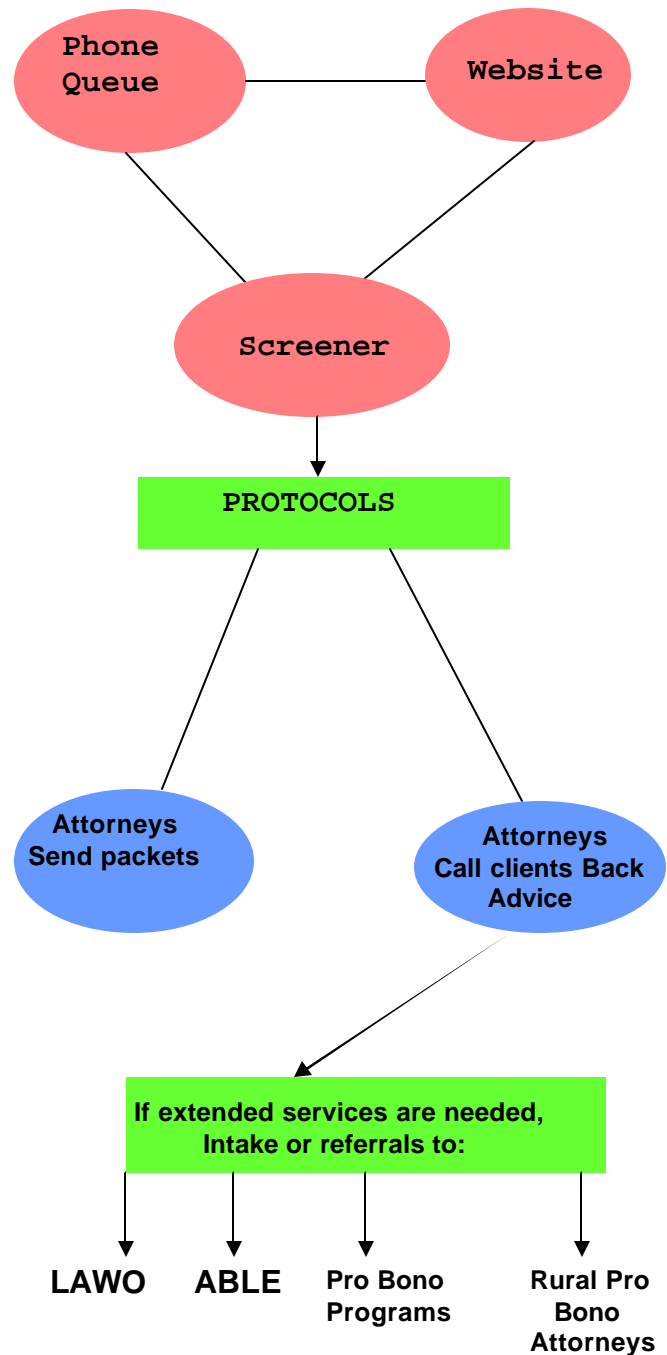 Phone
Queue
Website
Screener
PROTOCOLS
Attorneys
Send packets
Attorneys
Call clients Back
Advice
If extended services are needed,
Intake or referrals to:
LAWO
ABLE
Pro Bono
Programs
Rural Pro
Bono
Attorneys